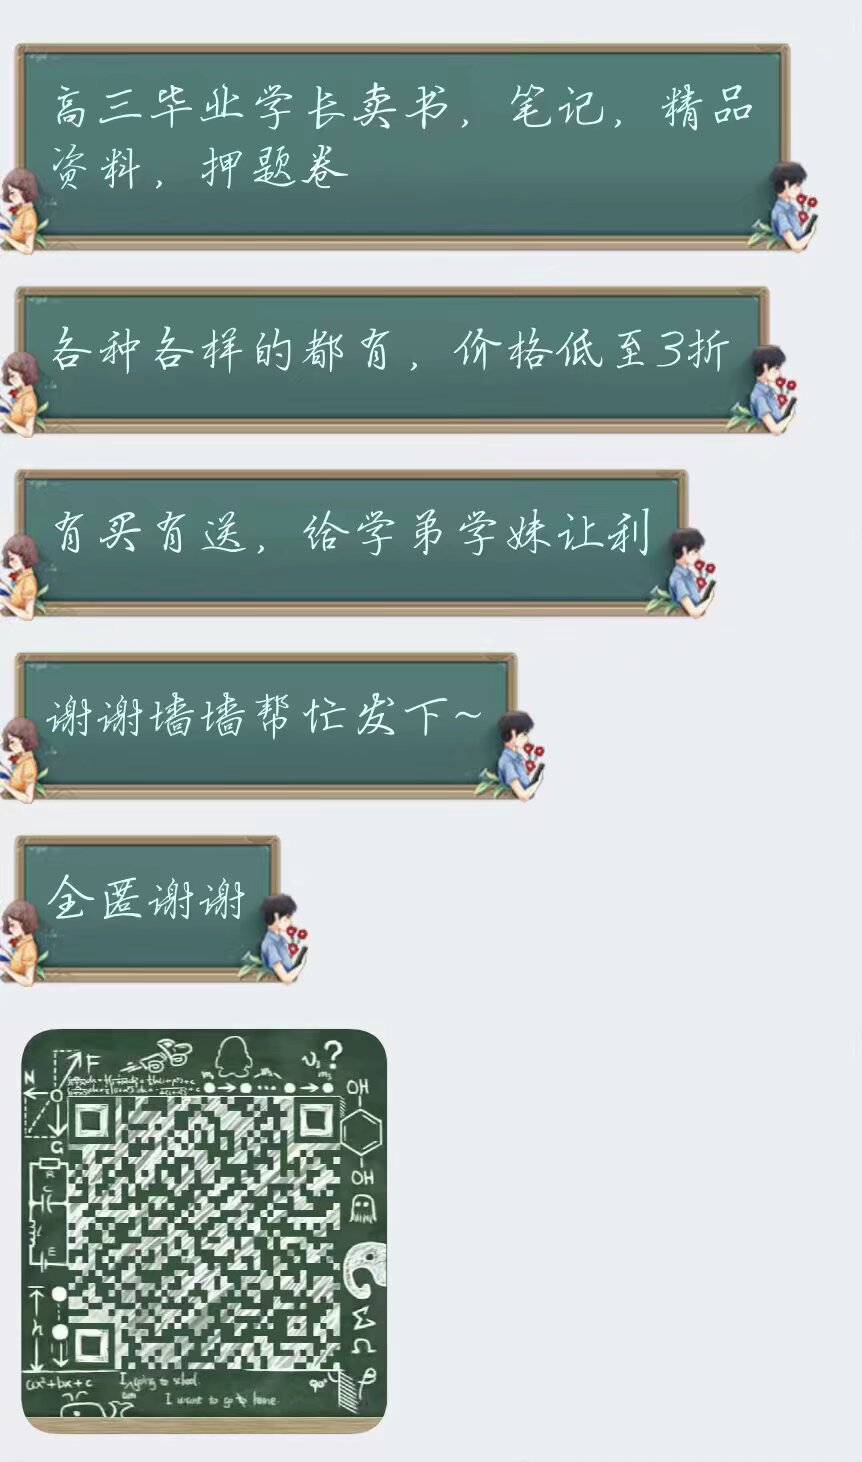 高三毕业学长卖书，笔记，精品
资料，押题卷
各种各样的都有，价格低至3折
有买有送，给学弟学妹让利
谢谢墙墙帮忙发下~
全匿谢谢
F
N
G
?
OH
OH
R
C
E
h
ax²+bx+c
I going to school.
I want to go to home.
90°
Σ
Ω
β